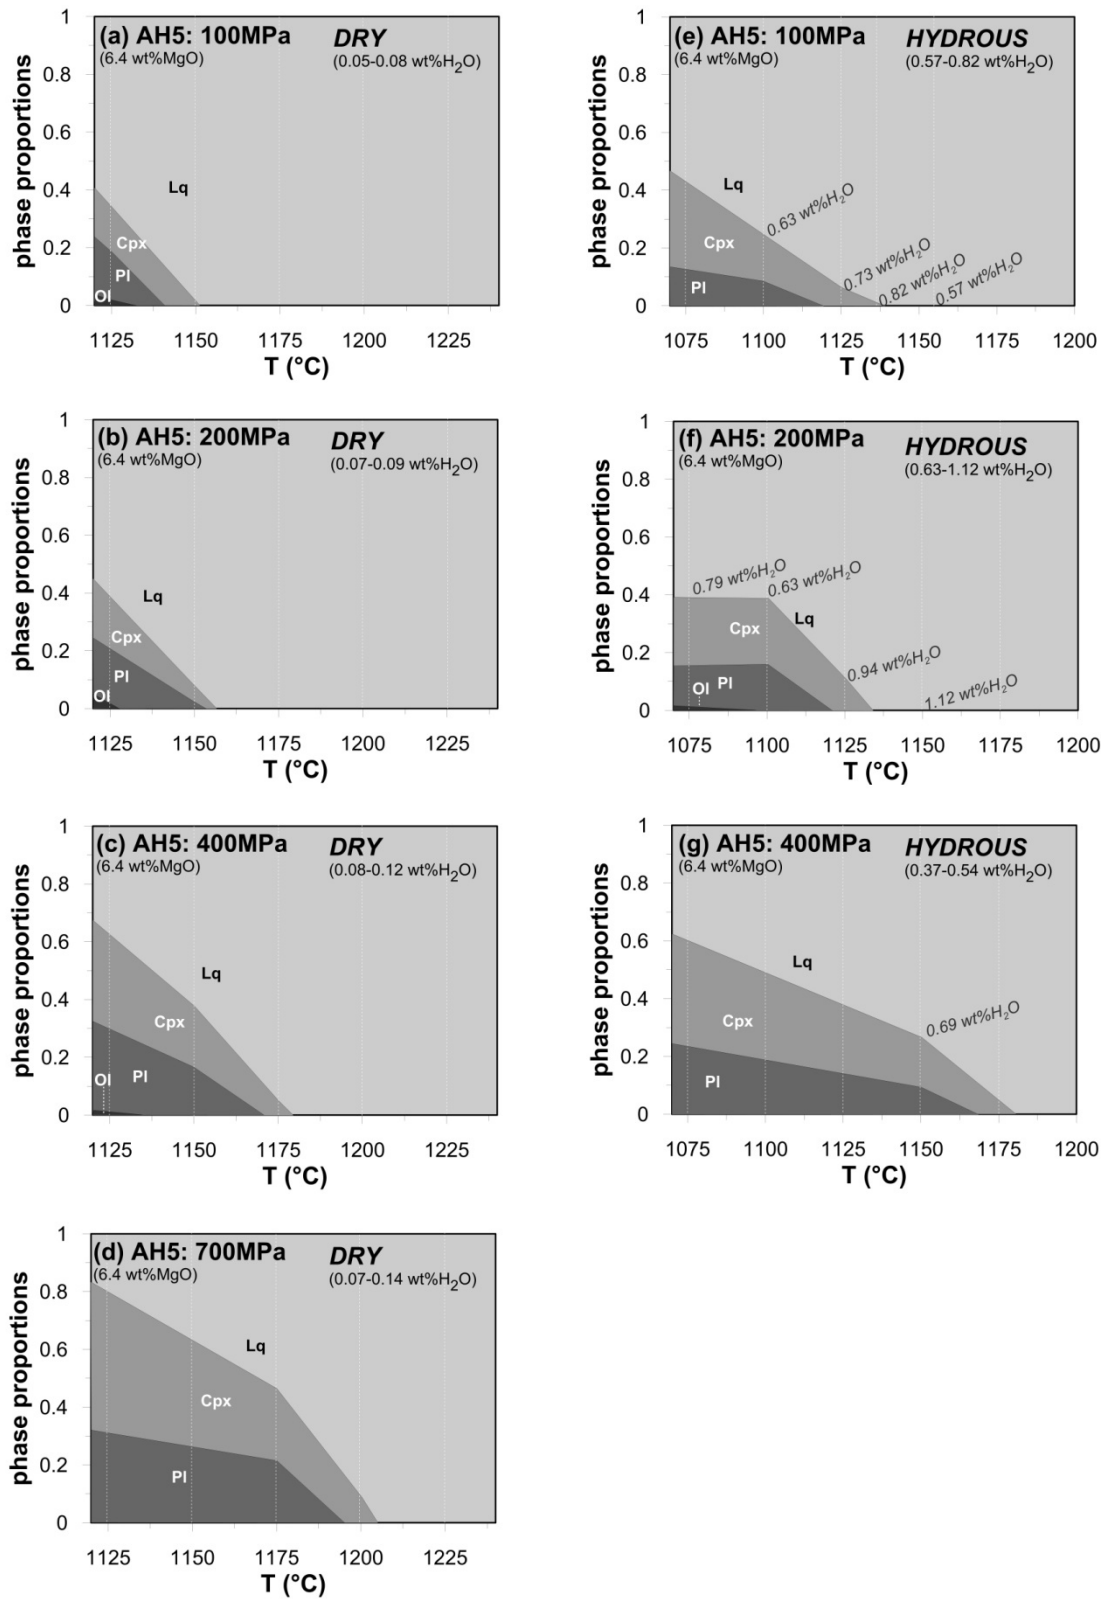 (a) AH5: 100MPa DRY
(6.4 wt%MgO) (0.05-0.08 wt%H₂O)
phase proportions
1
0.8
0.6
0.4
0.2
0
Lq
Cpx
Pl
Ol
1125 1150 1175 1200 1225
T (°C)
(e) AH5: 100MPa HYDROUS
(6.4 wt%MgO) (0.57-0.82 wt%H₂O)
phase proportions
1
0.8
0.6
0.4
0.2
0
Lq
0.63 wt%H₂O
Cpx
0.73 wt%H₂O
0.82 wt%H₂O
0.57 wt%H₂O
Pl
1075 1100 1125 1150 1175 1200
T (°C)
(b) AH5: 200MPa DRY
(6.4 wt%MgO) (0.07-0.09 wt%H₂O)
phase proportions
1
0.8
0.6
0.4
0.2
0
Lq
Cpx
Pl
Ol
1125 1150 1175 1200 1225
T (°C)
(f) AH5: 200MPa HYDROUS
(6.4 wt%MgO) (0.63-1.12 wt%H₂O)
phase proportions
1
0.8
0.6
0.4
0.2
0
0.79 wt%H₂O
0.63 wt%H₂O
Lq
Cpx
0.94 wt%H₂O
Ol Pl
1.12 wt%H₂O
1075 1100 1125 1150 1175 1200
T (°C)
(c) AH5: 400MPa DRY
(6.4 wt%MgO) (0.08-0.12 wt%H₂O)
phase proportions
1
0.8
0.6
0.4
0.2
0
Lq
Cpx
Ol Pl
1125 1150 1175 1200 1225
T (°C)
(g) AH5: 400MPa HYDROUS
(6.4 wt%MgO) (0.37-0.54 wt%H₂O)
phase proportions
1
0.8
0.6
0.4
0.2
0
Lq
Cpx
0.69 wt%H₂O
Pl
1075 1100 1125 1150 1175 1200
T (°C)
(d) AH5: 700MPa DRY
(6.4 wt%MgO) (0.07-0.14 wt%H₂O)
phase proportions
1
0.8
0.6
0.4
0.2
0
Lq
Cpx
Pl
1125 1150 1175 1200 1225
T (°C)